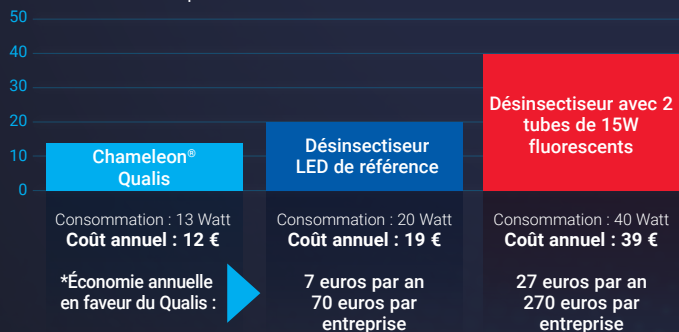 50
40
30
20
10
0
Chameleon®
Qualis
Désinsectiseur
LED de référence
Désinsectiseur avec 2
tubes de 15W
fluorescents
Consommation : 13 Watt
Coût annuel : 12 €
Consommation : 20 Watt
Coût annuel : 19 €
Consommation : 40 Watt
Coût annuel : 39 €
*Économie annuelle
en faveur du Qualis :
7 euros par an
70 euros par
entreprise
27 euros par an
270 euros par
entreprise